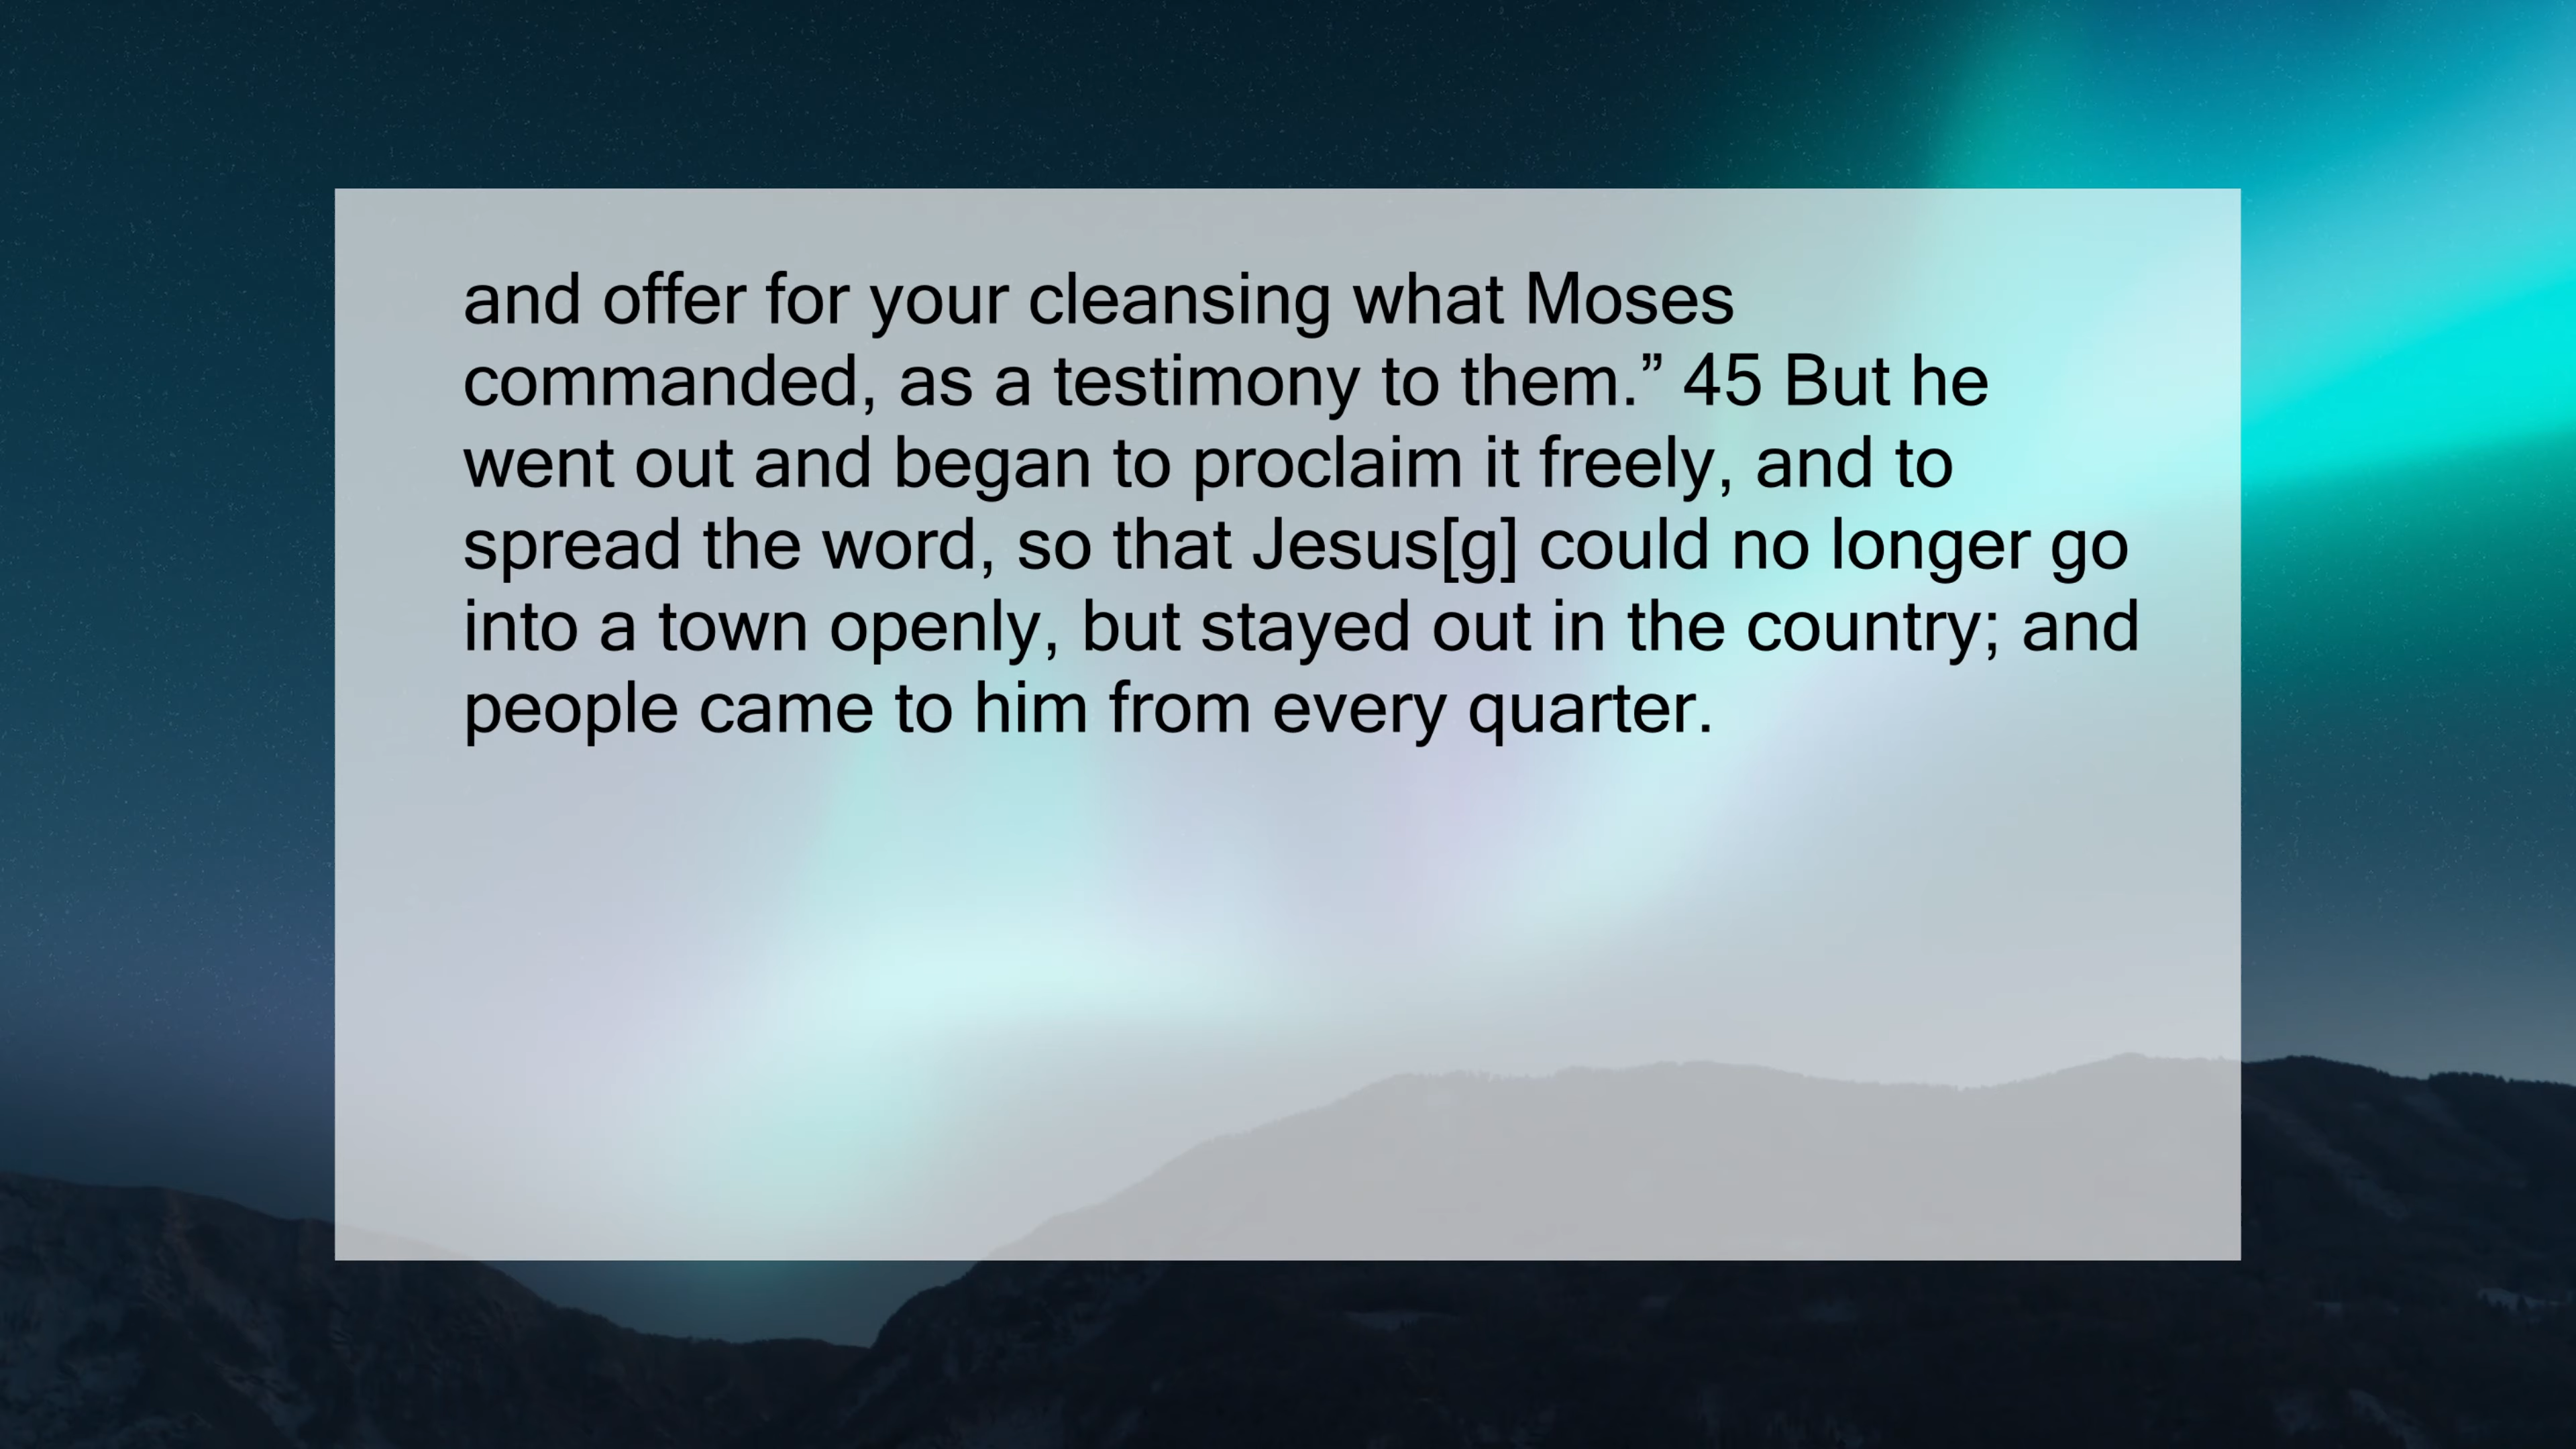 and offer for your cleansing what Moses
commanded, as a testimony to them.” 45 But he
went out and began to proclaim it freely, and to
spread the word, so that Jesus[g] could no longer go
into a town openly, but stayed out in the country; and
people came to him from every quarter.